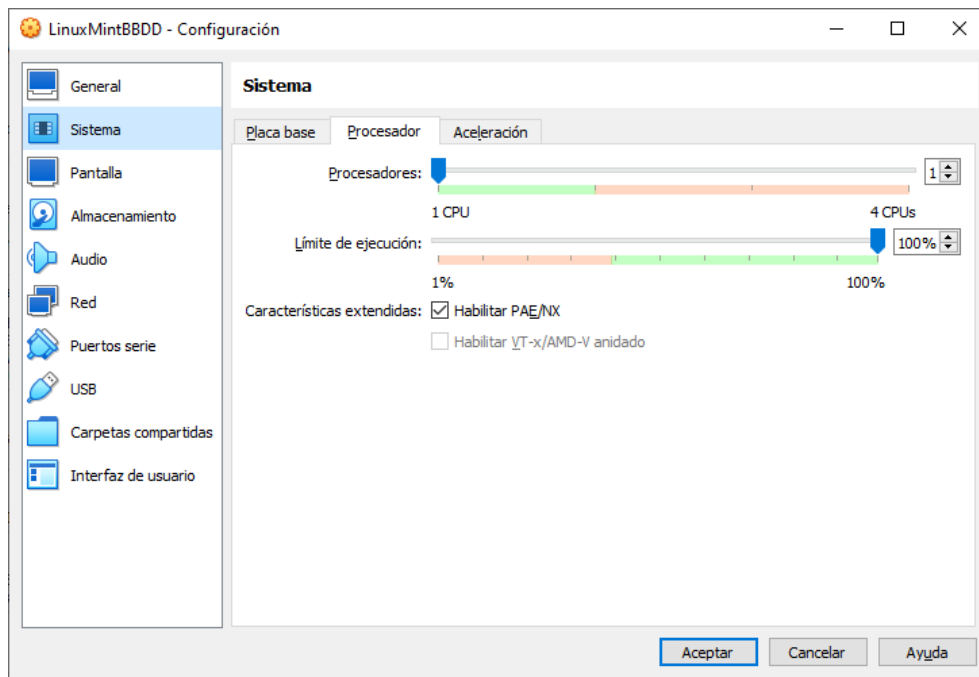 LinuxMintBBDD - Configuración
General
Sistema
Pantalla
Almacenamiento
Audio
Red
Puertos serie
USB
Carpetas compartidas
Interfaz de usuario
Sistema
Placa base Procesador Aceleración
Procesadores: 1
1 CPU 4 CPUs
Límite de ejecución: 100%
1% 100%
Características extendidas: Habilitar PAE/NX
Habilitar VT-x/AMD-V anidado
Aceptar Cancelar Ayuda